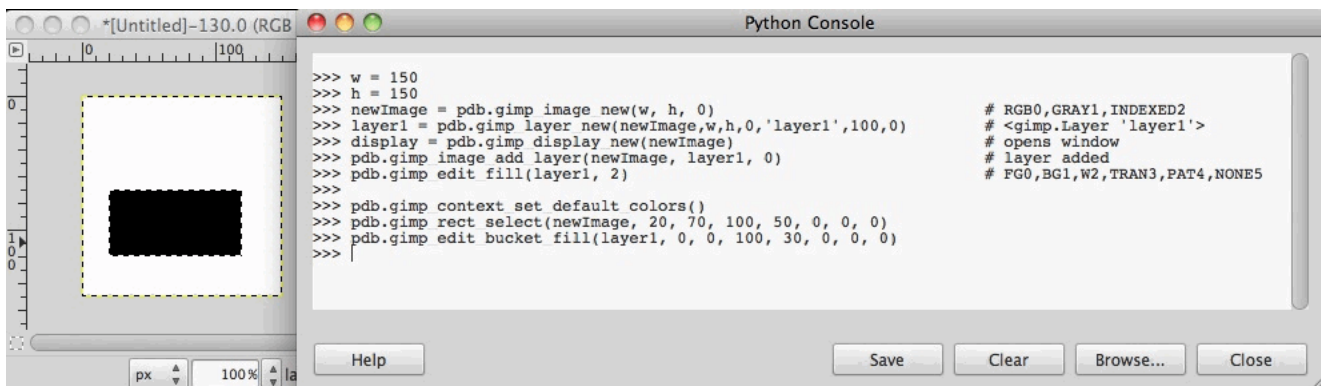 *[Untitled]-130.0 (RGB
Python Console
0
100
0
100
>>> w = 150
>>> h = 150
>>> newImage = pdb.gimp_image_new(w, h, 0) # RGB0,GRAY1,INDEXED2
>>> layer1 = pdb.gimp_layer_new(newImage,w,h,0,'layer1',100,0) # <gimp.Layer 'layer1'>
>>> display = pdb.gimp_display_new(newImage) # opens window
>>> pdb.gimp_image_add_layer(newImage, layer1, 0) # layer added
>>> pdb.gimp_edit_fill(layer1, 2) # FG0,BG1,W2,TRAN3,PAT4,NONE5
>>>
>>> pdb.gimp_context_set_default_colors()
>>> pdb.gimp_rect_select(newImage, 20, 70, 100, 50, 0, 0, 0)
>>> pdb.gimp_edit_bucket_fill(layer1, 0, 0, 100, 30, 0, 0, 0)
>>>
px 100% la
Help Save Clear Browse... Close